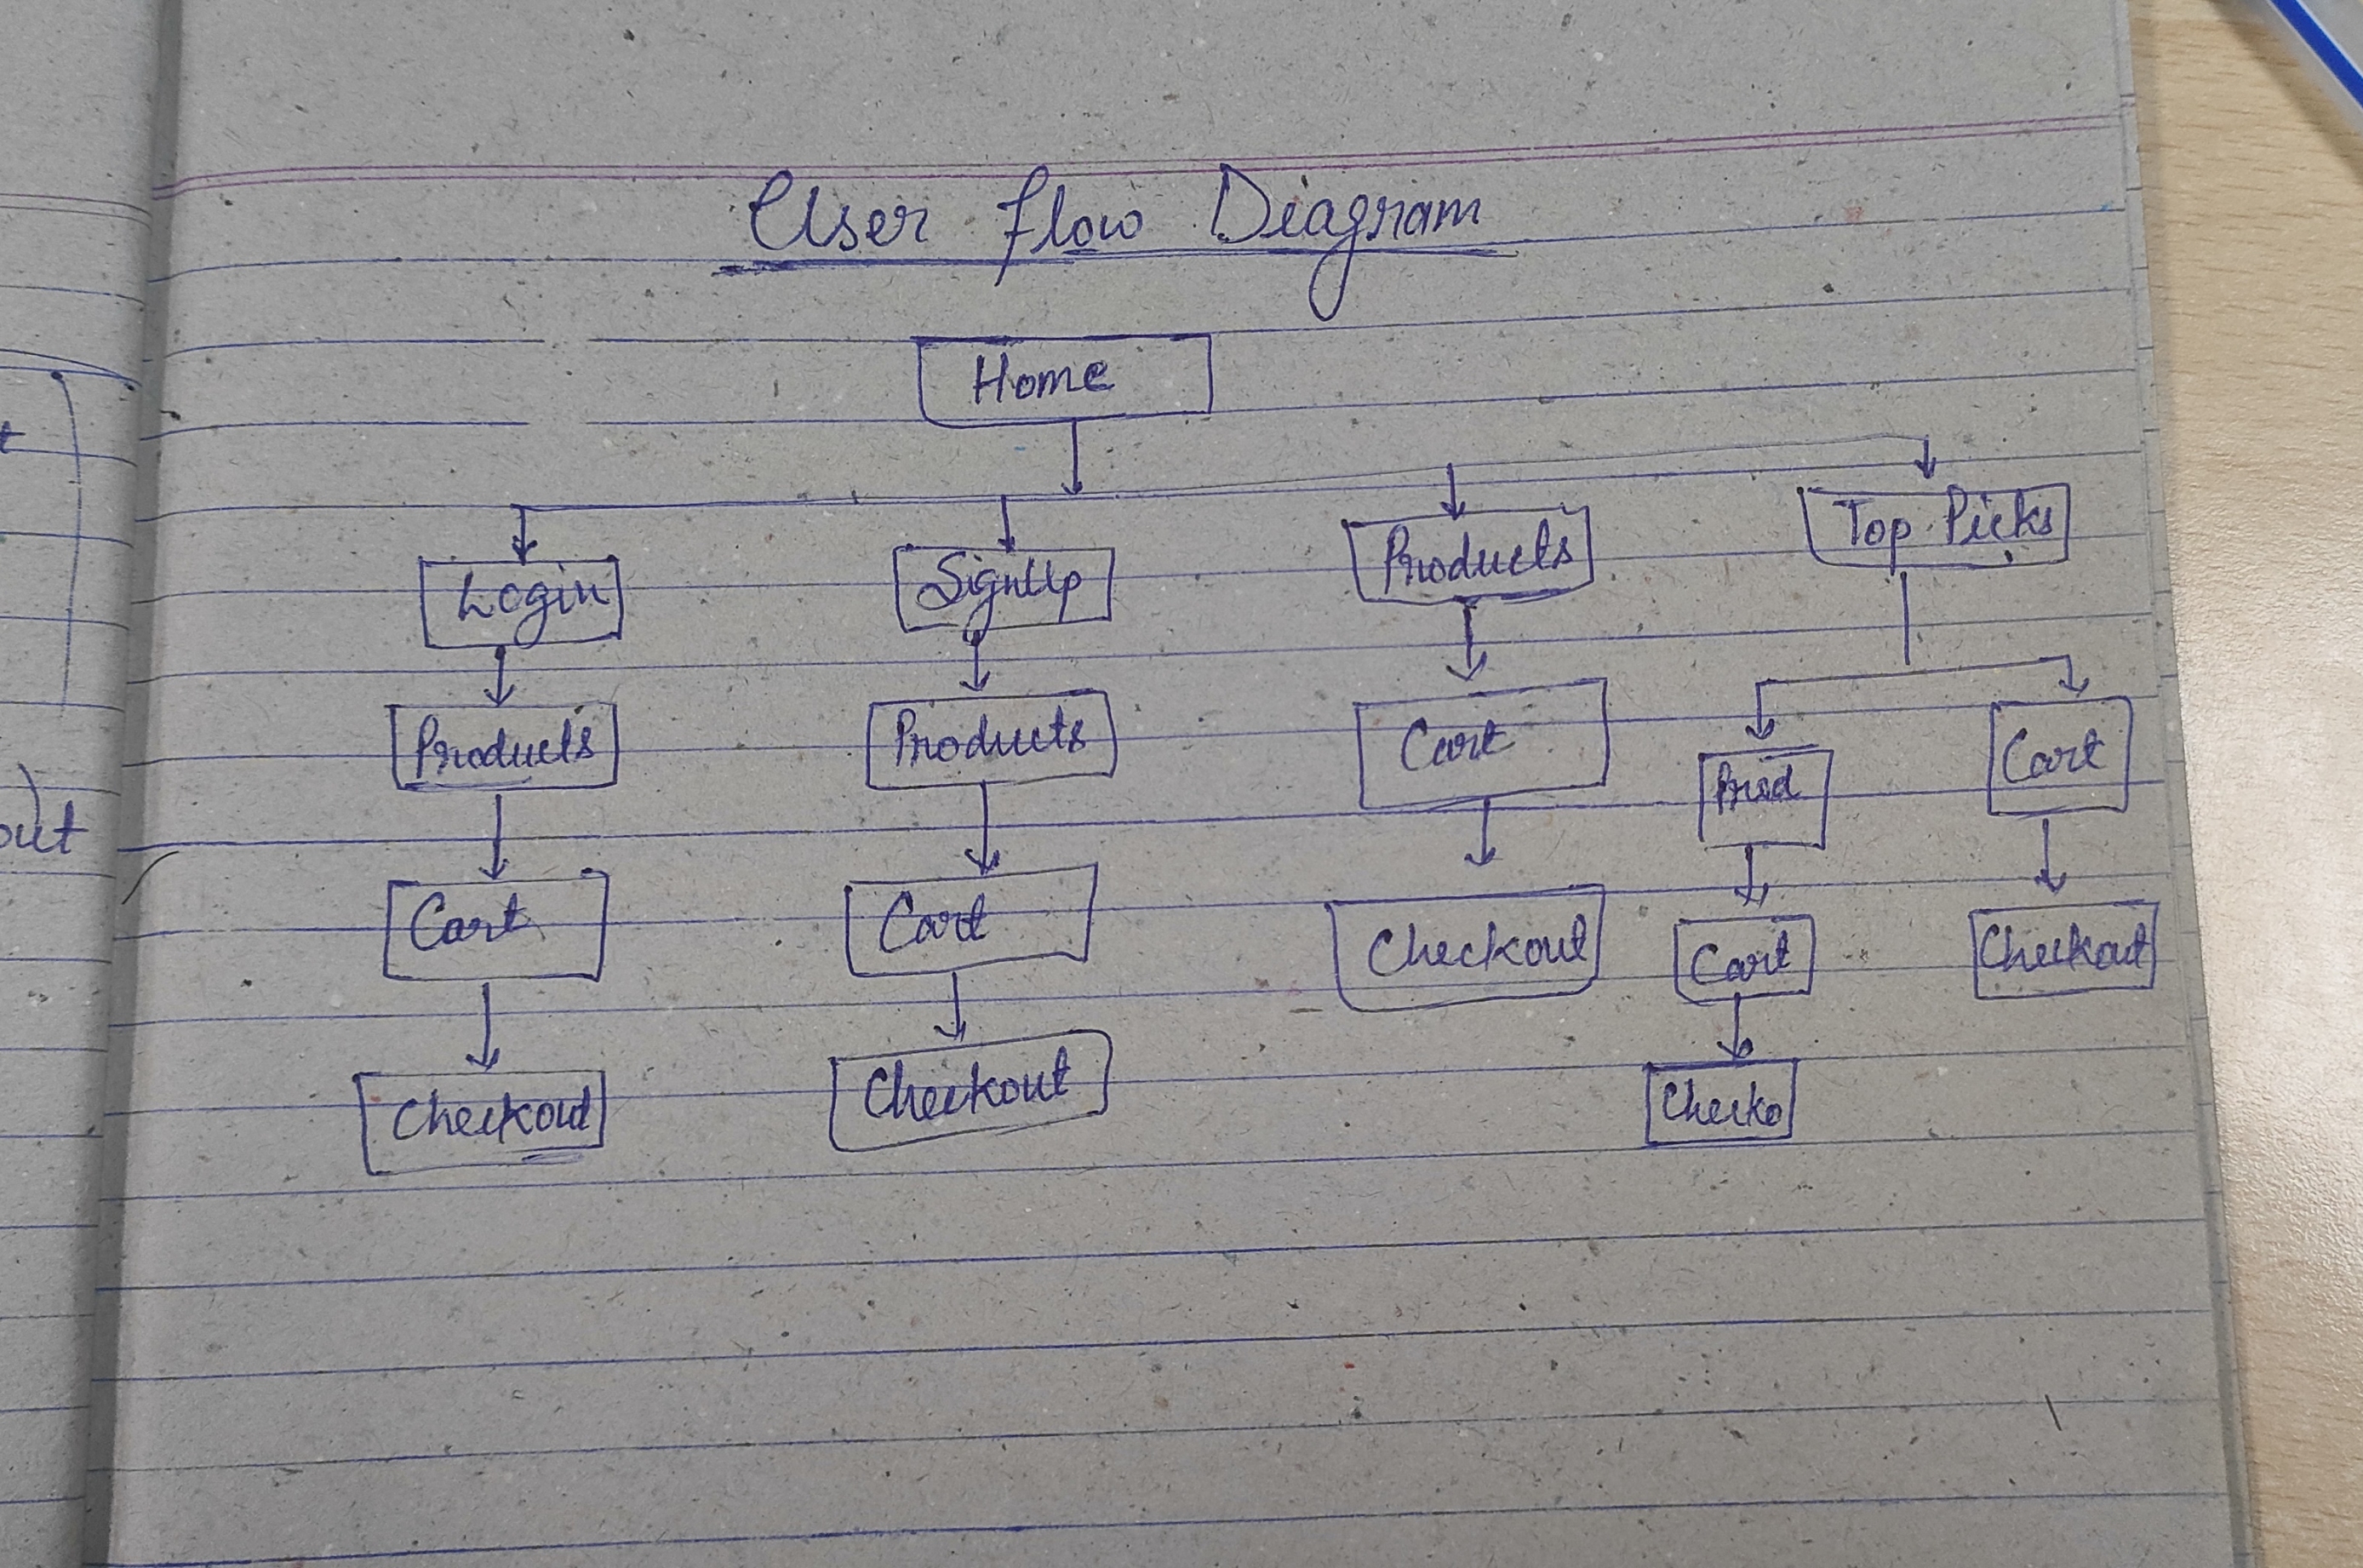 User Flow Diagram
Home
Login SignUp Products Top Picks
Products Products Cart Prod Cart
Cart Cart Checkout Cart Checkout
Checkout Checkout Checko
out